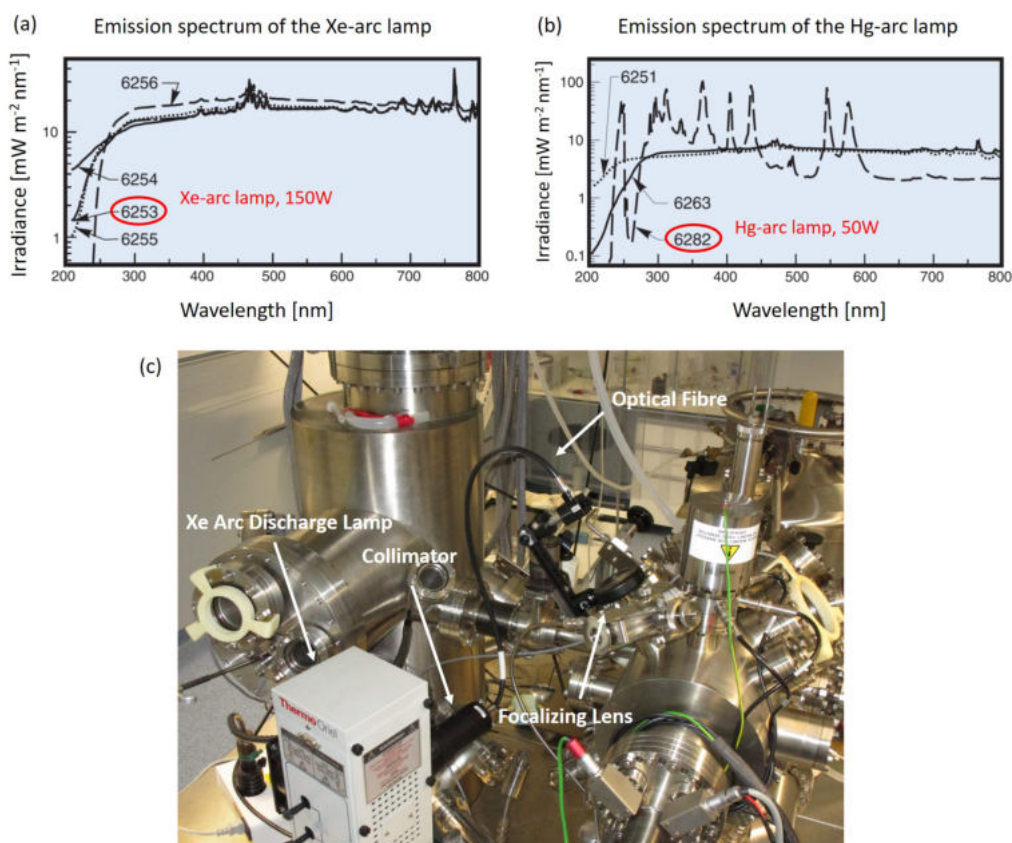 (a) Emission spectrum of the Xe-arc lamp
Irradiance [mW m⁻² nm⁻¹]
10
1
6256
6254
6253
6255
Xe-arc lamp, 150W
200 300 400 500 600 700 800
Wavelength [nm]
(b) Emission spectrum of the Hg-arc lamp
Irradiance [mW m⁻² nm⁻¹]
100
10
1
0.1
6251
6263
6282
Hg-arc lamp, 50W
200 300 400 500 600 700 800
Wavelength [nm]
(c)
Optical Fibre
Xe Arc Discharge Lamp
Collimator
Focalizing Lens
ThermoOriel